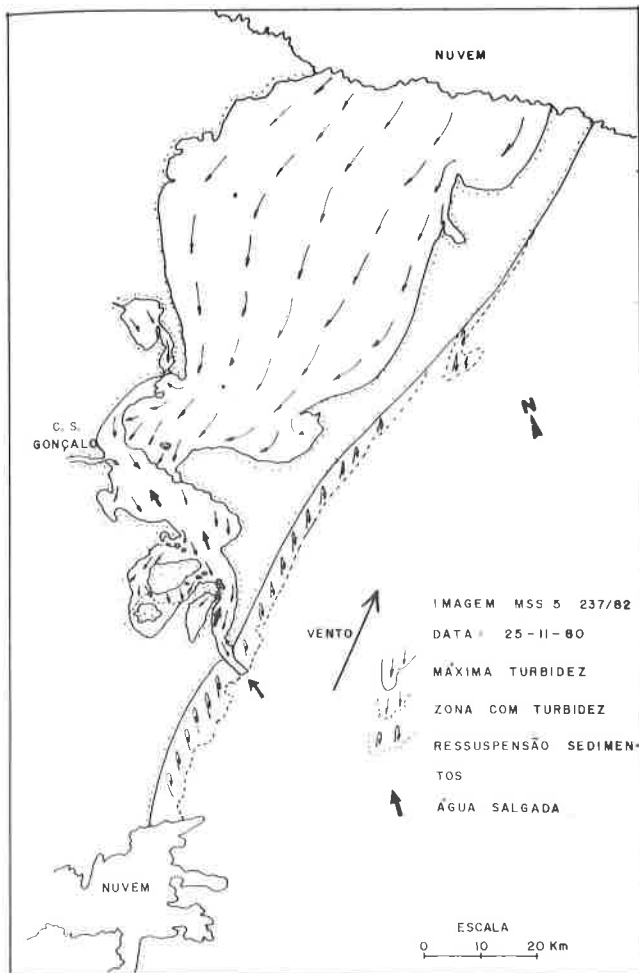 NUVEM
C. S.
GONÇALO
N
VENTO
IMAGEM MSS 5 237/82
DATA 25-11-80
MÁXIMA TURBIDEZ
ZONA COM TURBIDEZ
RESSUSPENSÃO SEDIMEN-
TOS
ÁGUA SALGADA
NUVEM
ESCALA
0 10 20 Km